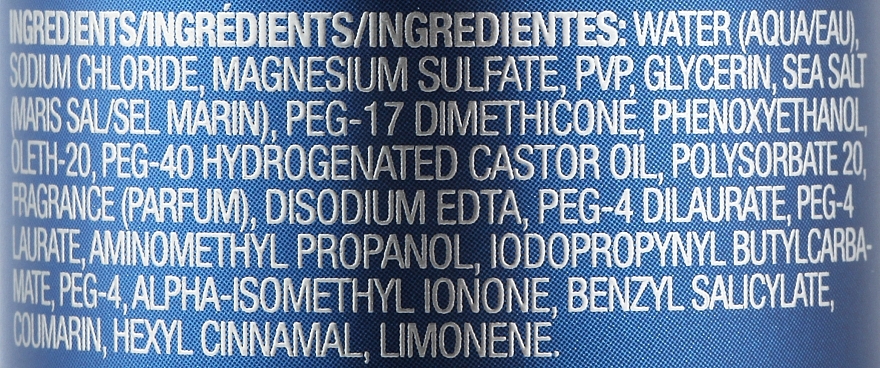 INGREDIENTS/INGRÉDIENTS/INGREDIENTES: WATER (AQUA/EAU),
SODIUM CHLORIDE, MAGNESIUM SULFATE, PVP, GLYCERIN, SEA SALT
(MARIS SAL/SEL MARIN), PEG-17 DIMETHICONE, PHENOXYETHANOL,
OLETH-20, PEG-40 HYDROGENATED CASTOR OIL, POLYSORBATE 20,
FRAGRANCE (PARFUM), DISODIUM EDTA, PEG-4 DILAURATE, PEG-4
LAURATE, AMINOMETHYL PROPANOL, IODOPROPYNYL BUTYLCARBA-
MATE, PEG-4, ALPHA-ISOMETHYL IONONE, BENZYL SALICYLATE,
COUMARIN, HEXYL CINNAMAL, LIMONENE.